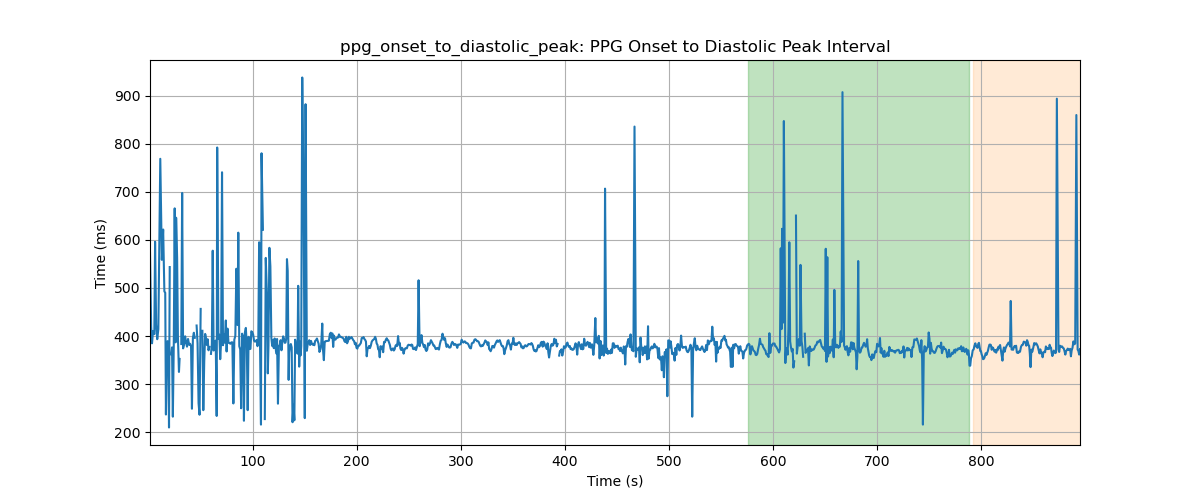 ppg_onset_to_diastolic_peak: PPG Onset to Diastolic Peak Interval
900
800
700
600
500
400
300
200
Time (ms)
100 200 300 400 500 600 700 800
Time (s)